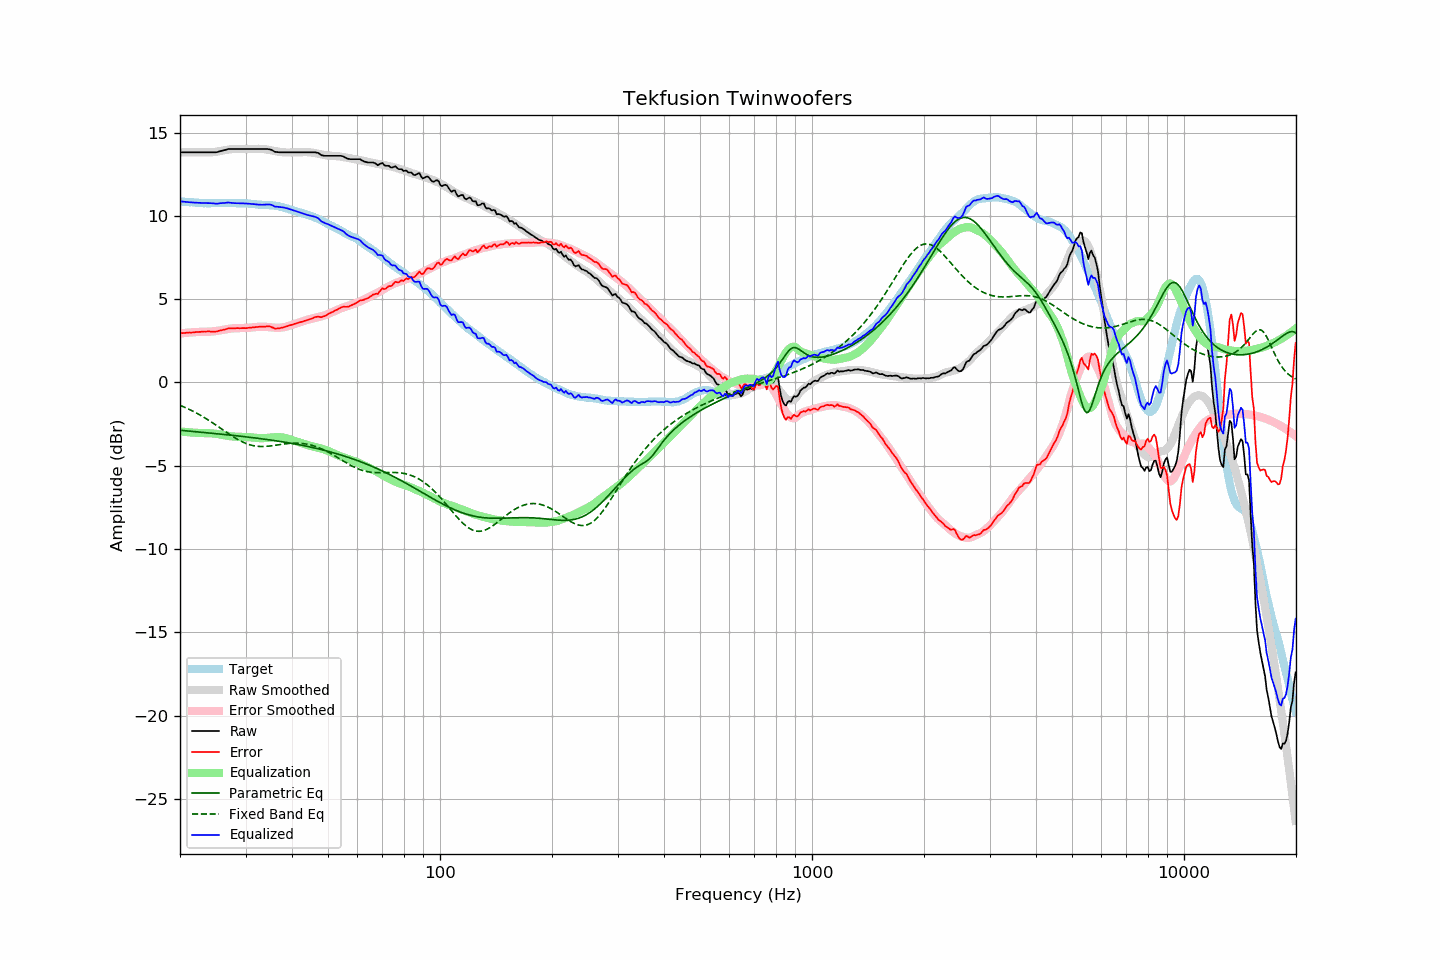 Tekfusion Twinwoofers
15
10
5
0
−5
−10
−15
−20
−25
Amplitude (dBr)
Target
Raw Smoothed
Error Smoothed
Raw
Error
Equalization
Parametric Eq
Fixed Band Eq
Equalized
100
1000
10000
Frequency (Hz)